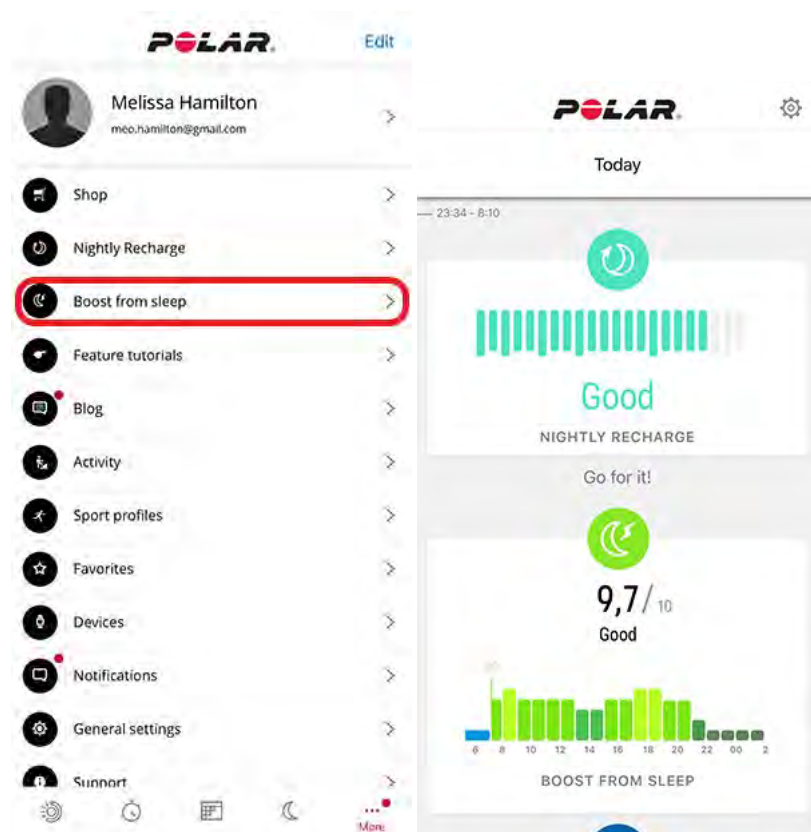 POLAR.
Edit
Melissa Hamilton
meo.hamilton@gmail.com
Shop
Nightly Recharge
Boost from sleep
Feature tutorials
Blog
Activity
Sport profiles
Favorites
Devices
Notifications
General settings
Support
More
POLAR.
Today
23:34 - 8:10
Good
NIGHTLY RECHARGE
Go for it!
9,7/ 10
Good
6 8 10 12 14 16 18 20 22 00 2
BOOST FROM SLEEP